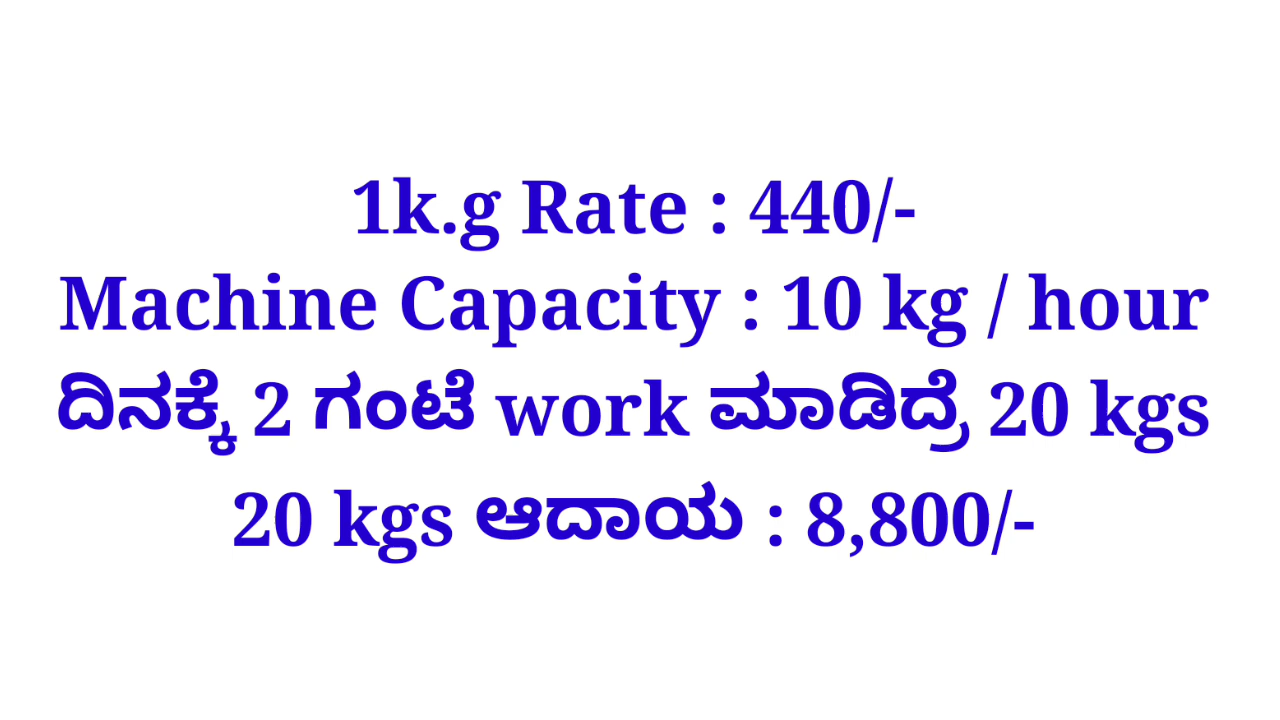 1k.g Rate : 440/-
Machine Capacity : 10 kg / hour
ದಿನಕ್ಕೆ 2 ಗಂಟೆ work ಮಾಡಿದ್ರೆ 20 kgs
20 kgs ಆದಾಯ : 8,800/-